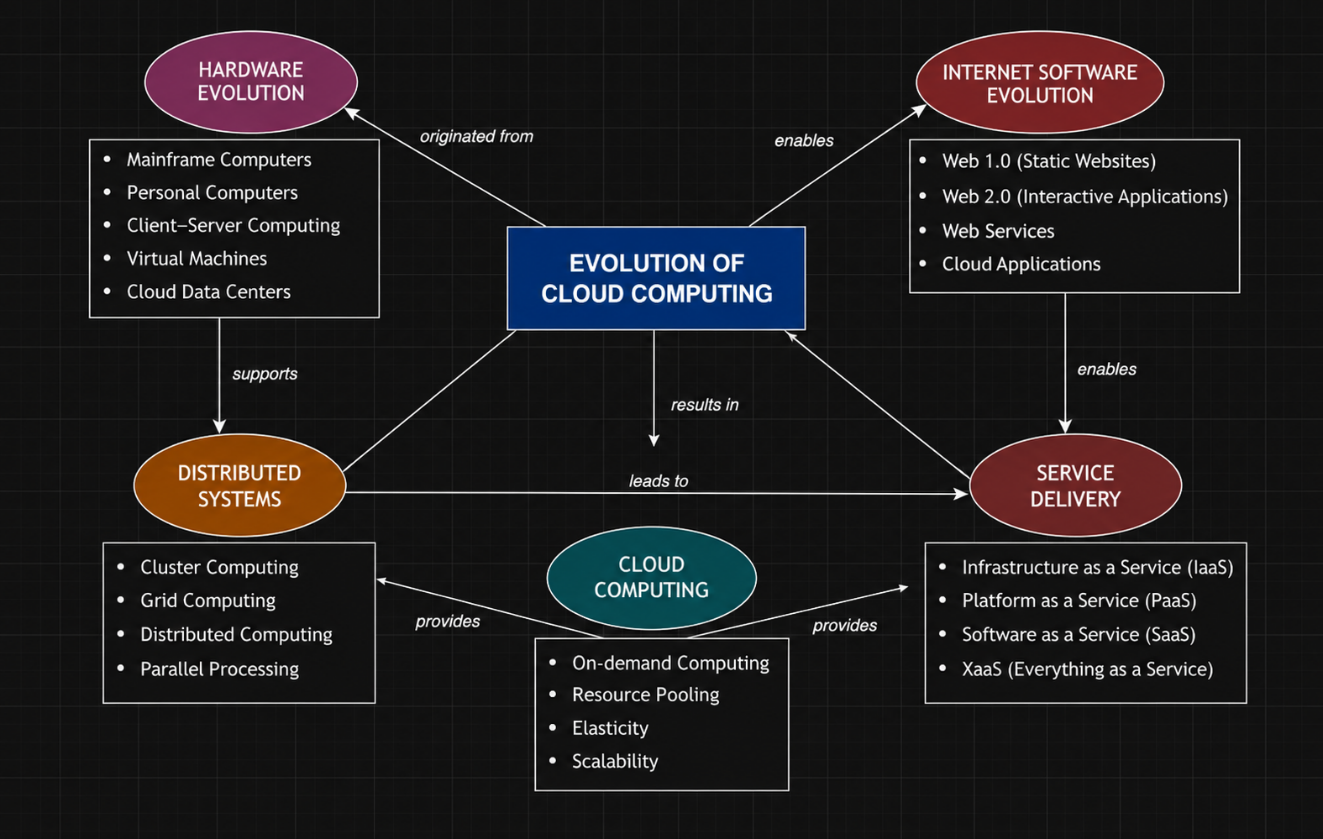 HARDWARE
EVOLUTION
• Mainframe Computers
• Personal Computers
• Client–Server Computing
• Virtual Machines
• Cloud Data Centers
originated from
enables
INTERNET SOFTWARE
EVOLUTION
• Web 1.0 (Static Websites)
• Web 2.0 (Interactive Applications)
• Web Services
• Cloud Applications
EVOLUTION OF
CLOUD COMPUTING
supports
results in
enables
DISTRIBUTED
SYSTEMS
leads to
SERVICE
DELIVERY
• Cluster Computing
• Grid Computing
• Distributed Computing
• Parallel Processing
provides
CLOUD
COMPUTING
provides
• On-demand Computing
• Resource Pooling
• Elasticity
• Scalability
• Infrastructure as a Service (IaaS)
• Platform as a Service (PaaS)
• Software as a Service (SaaS)
• XaaS (Everything as a Service)